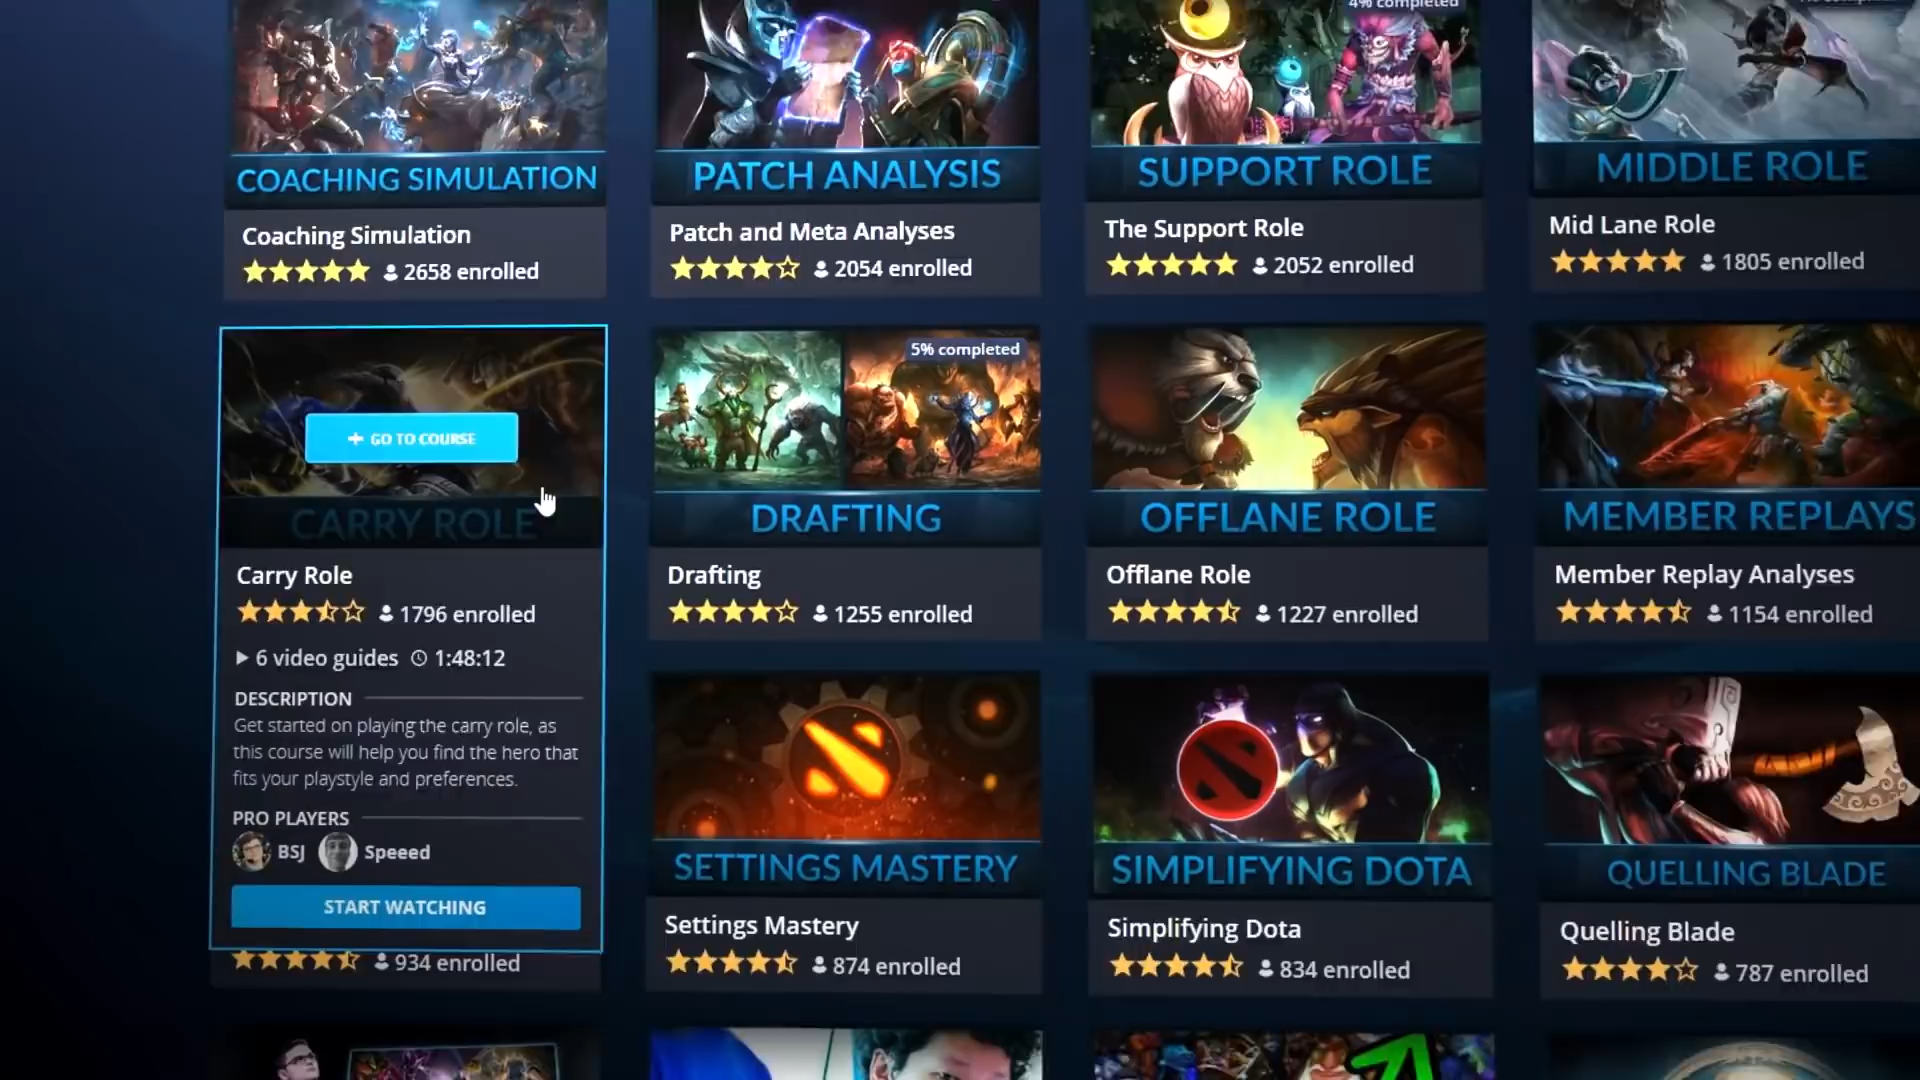 4% completed
COACHING SIMULATION
PATCH ANALYSIS
SUPPORT ROLE
MIDDLE ROLE
Coaching Simulation
2658 enrolled
Patch and Meta Analyses
2054 enrolled
The Support Role
2052 enrolled
Mid Lane Role
1805 enrolled
+ GO TO COURSE
CARRY ROLE
Carry Role
1796 enrolled
6 video guides 1:48:12
DESCRIPTION
Get started on playing the carry role, as
this course will help you find the hero that
fits your playstyle and preferences.
PRO PLAYERS
BSJ Speeed
START WATCHING
934 enrolled
5% completed
DRAFTING
Drafting
1255 enrolled
OFFLANE ROLE
Offlane Role
1227 enrolled
MEMBER REPLAYS
Member Replay Analyses
1154 enrolled
SETTINGS MASTERY
Settings Mastery
874 enrolled
SIMPLIFYING DOTA
Simplifying Dota
834 enrolled
QUELLING BLADE
Quelling Blade
787 enrolled